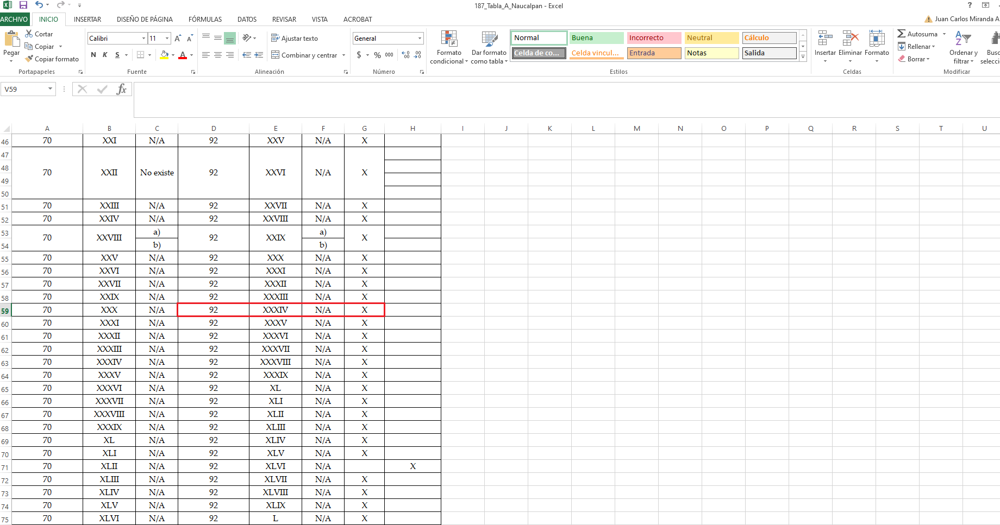 187_Tabla_A_Naucalpan - Excel
ARCHIVO INICIO INSERTAR DISEÑO DE PÁGINA FÓRMULAS DATOS REVISAR VISTA ACROBAT Juan Carlos Miranda A
Pegar Cortar Copiar Copiar formato Portapapeles
Calibri 11 N K S Fuente
Ajustar texto Combinar y centrar Alineación
General $ % 000 Número
Formato condicional Dar formato como tabla
Normal Buena Incorrecto Neutral Cálculo
Celda de co... Celda vincul... Entrada Notas Salida
Estilos
Insertar Eliminar Formato Celdas
Autosuma Rellenar Borrar Ordenar y filtrar Busc selecci Modificar
V59 fx
A B C D E F G H I J K L M N O P Q R S T U
46 70 XXI N/A 92 XXV N/A X
47
48 70 XXII No existe 92 XXVI N/A X
49
50
51 70 XXIII N/A 92 XXVII N/A X
52 70 XXIV N/A 92 XXVIII N/A X
53 70 XXVIII a) 92 XXIX a) X
54 b) b)
55 70 XXV N/A 92 XXX N/A X
56 70 XXVI N/A 92 XXXI N/A X
57 70 XXVII N/A 92 XXXII N/A X
58 70 XXIX N/A 92 XXXIII N/A X
59 70 XXX N/A 92 XXXIV N/A X
60 70 XXXI N/A 92 XXXV N/A X
61 70 XXXII N/A 92 XXXVI N/A X
62 70 XXXIII N/A 92 XXXVII N/A X
63 70 XXXIV N/A 92 XXXVIII N/A X
64 70 XXXV N/A 92 XXXIX N/A X
65 70 XXXVI N/A 92 XL N/A X
66 70 XXXVII N/A 92 XLI N/A X
67 70 XXXVIII N/A 92 XLII N/A X
68 70 XXXIX N/A 92 XLIII N/A X
69 70 XL N/A 92 XLIV N/A X
70 70 XLI N/A 92 XLV N/A X
71 70 XLII N/A 92 XLVI N/A X
72 70 XLIII N/A 92 XLVII N/A X
73 70 XLIV N/A 92 XLVIII N/A X
74 70 XLV N/A 92 XLIX N/A X
75 70 XLVI N/A 92 L N/A X